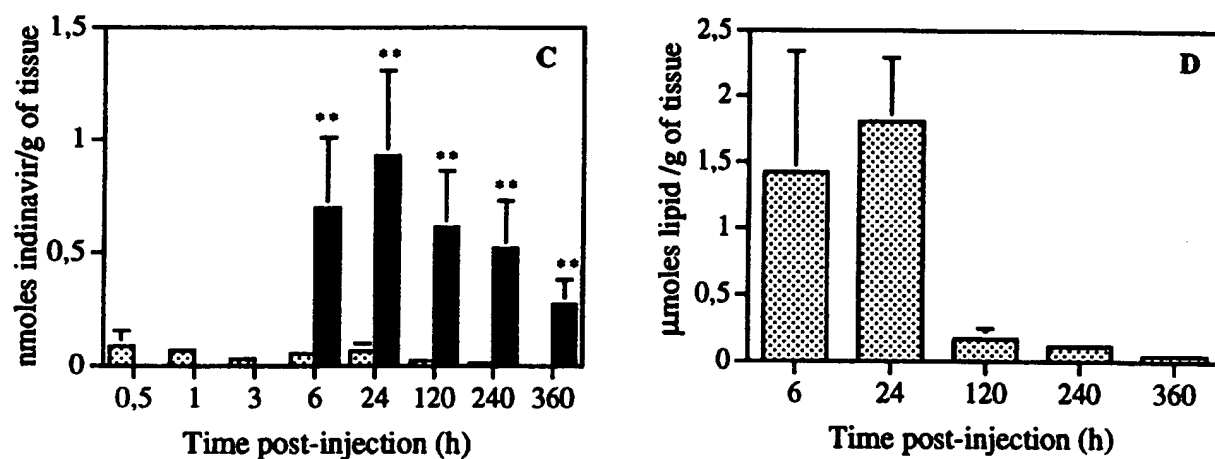 nmoles indinavir/g of tissue
1,5
1
0,5
0
C
**
**
**
**
**
0,5 1 3 6 24 120 240 360
Time post-injection (h)
µmoles lipid /g of tissue
2,5
2
1,5
1
0,5
0
D
6 24 120 240 360
Time post-injection (h)